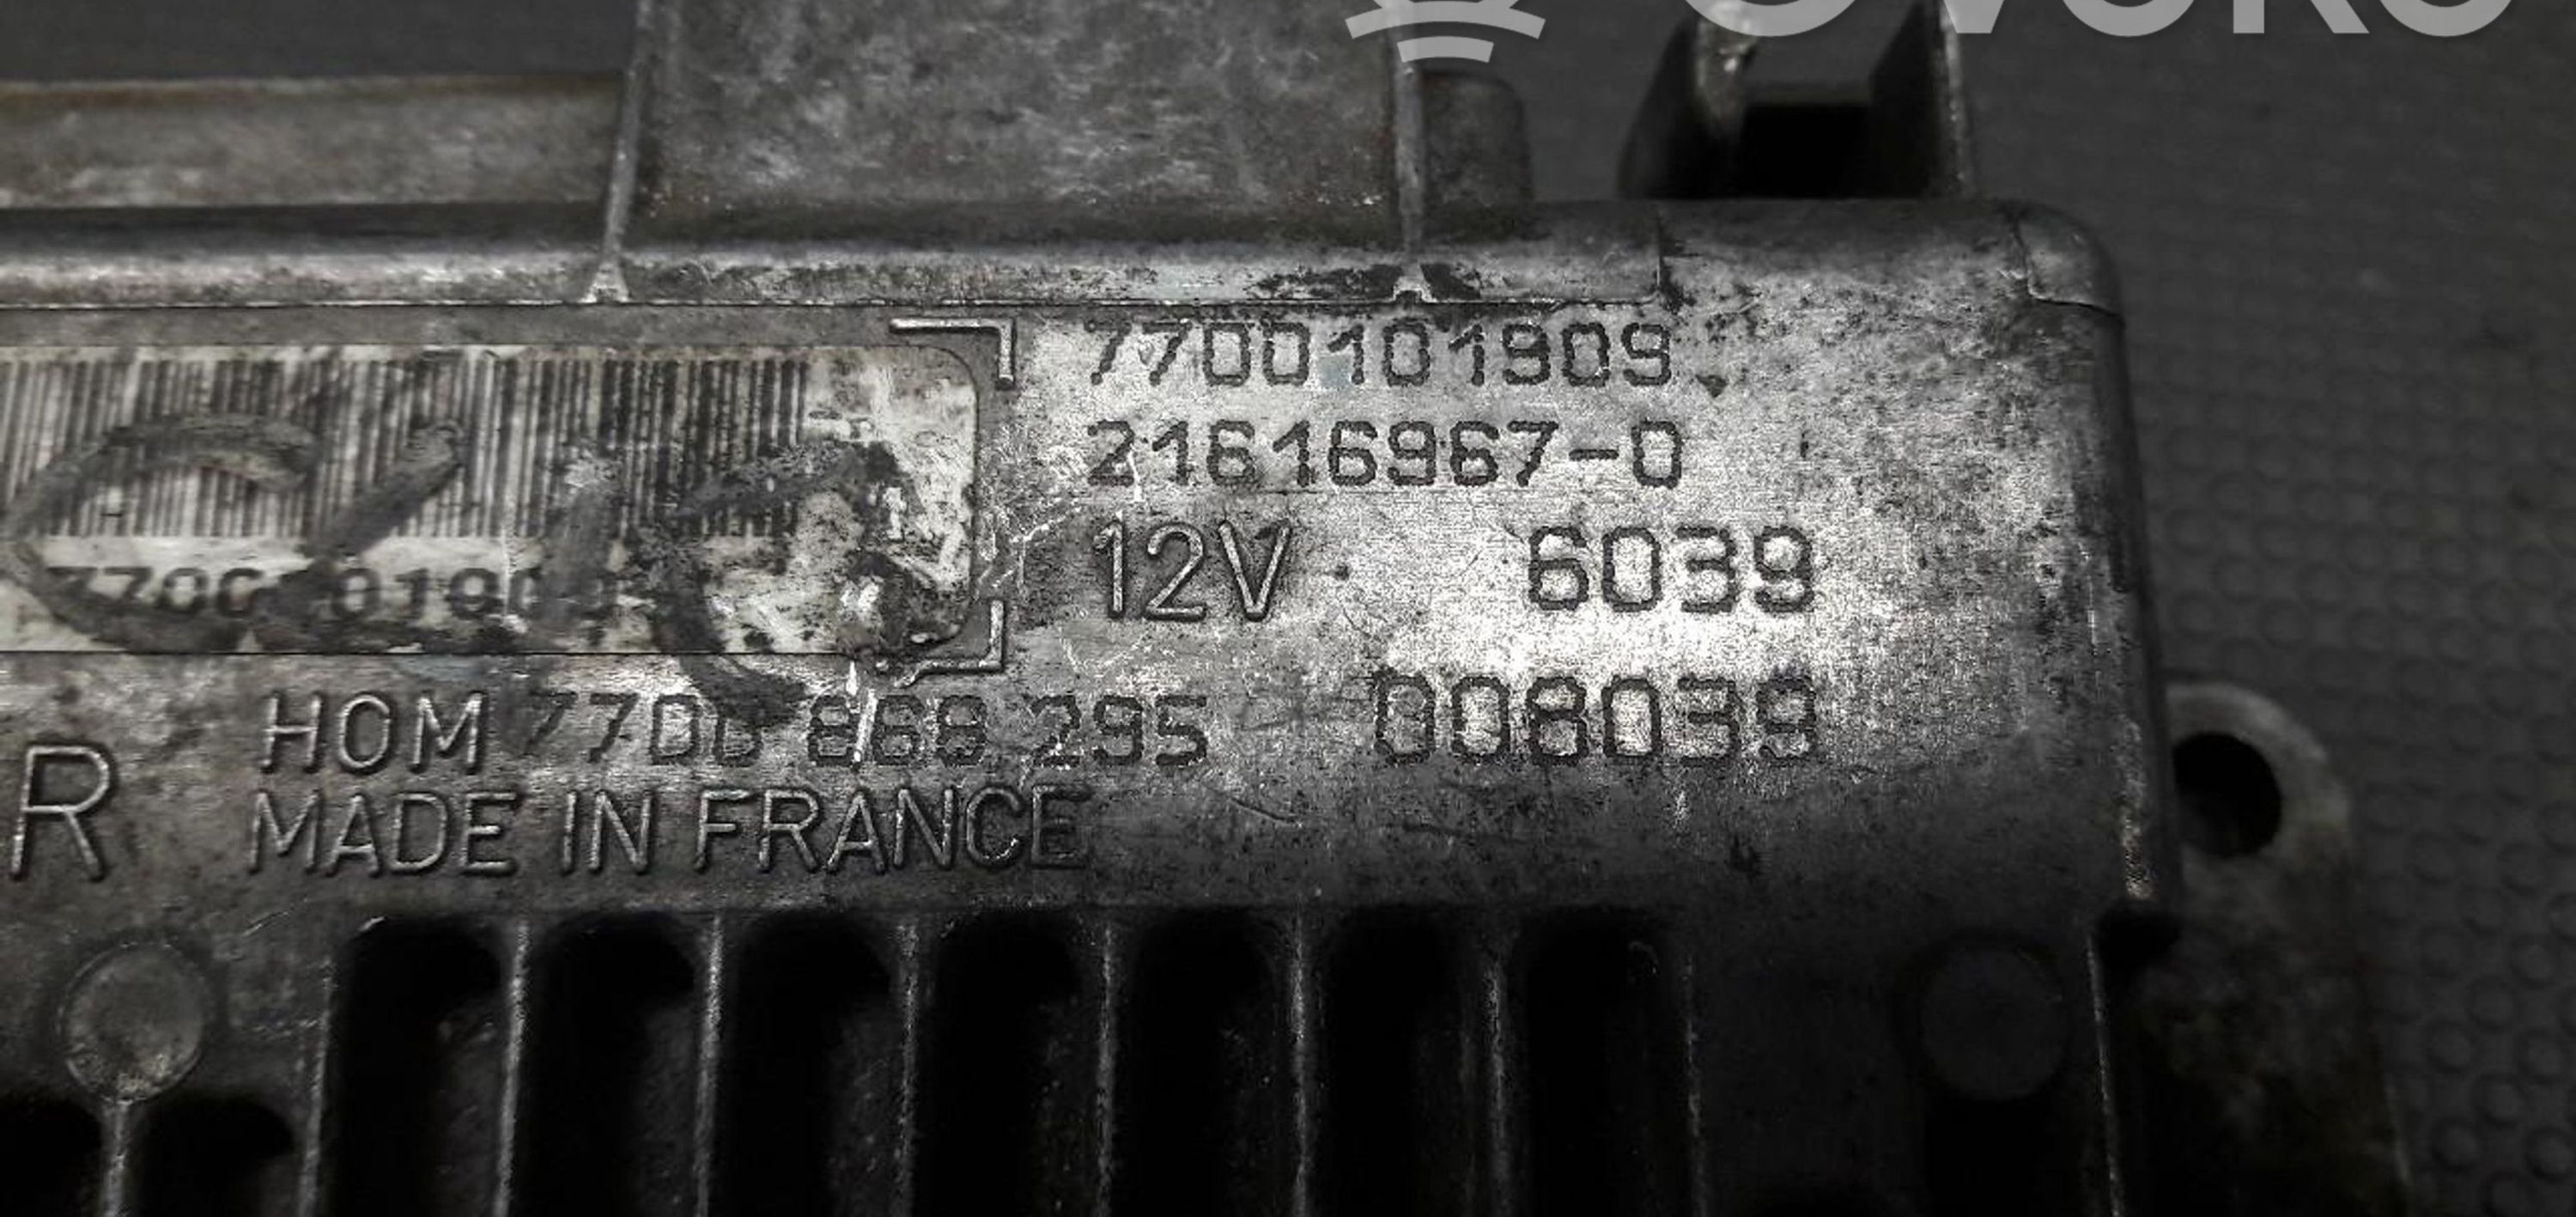 7700101909
21616967-0
12V 6039
HOM 7700 868 295 008039
R MADE IN FRANCE